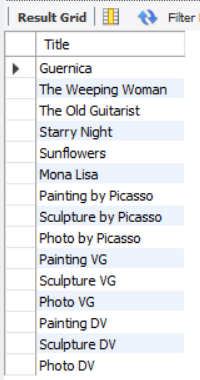 Result Grid Filter
Title
Guernica
The Weeping Woman
The Old Guitarist
Starry Night
Sunflowers
Mona Lisa
Painting by Picasso
Sculpture by Picasso
Photo by Picasso
Painting VG
Sculpture VG
Photo VG
Painting DV
Sculpture DV
Photo DV